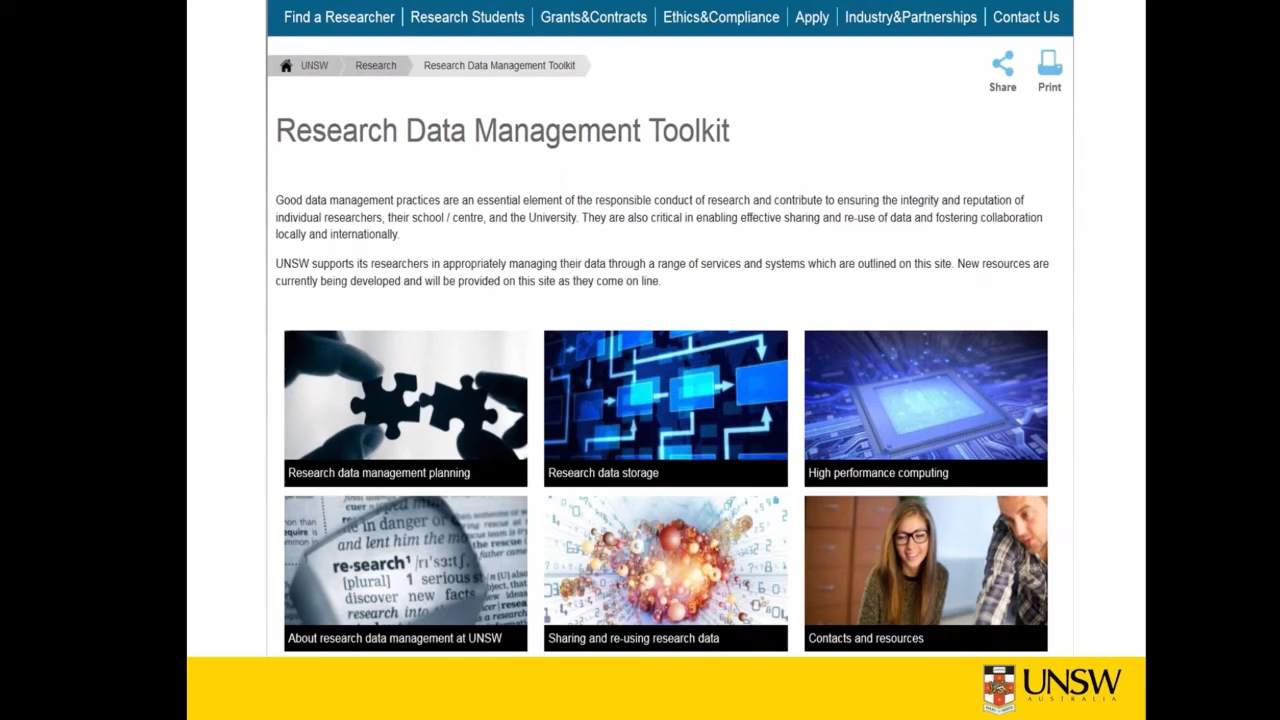 Find a Researcher Research Students Grants&Contracts Ethics&Compliance Apply Industry&Partnerships Contact Us
UNSW Research Research Data Management Toolkit
Share Print
Research Data Management Toolkit
Good data management practices are an essential element of the responsible conduct of research and contribute to ensuring the integrity and reputation of
individual researchers, their school / centre, and the University. They are also critical in enabling effective sharing and re-use of data and fostering collaboration
locally and internationally.
UNSW supports its researchers in appropriately managing their data through a range of services and systems which are outlined on this site. New resources are
currently being developed and will be provided on this site as they come on line.
Research data management planning
Research data storage
High performance computing
in danger or
and lent him the
re·search¹
[plural] 1 serious
discover new facts
research into
About research data management at UNSW
Sharing and re-using research data
Contacts and resources
UNSW
AUSTRALIA